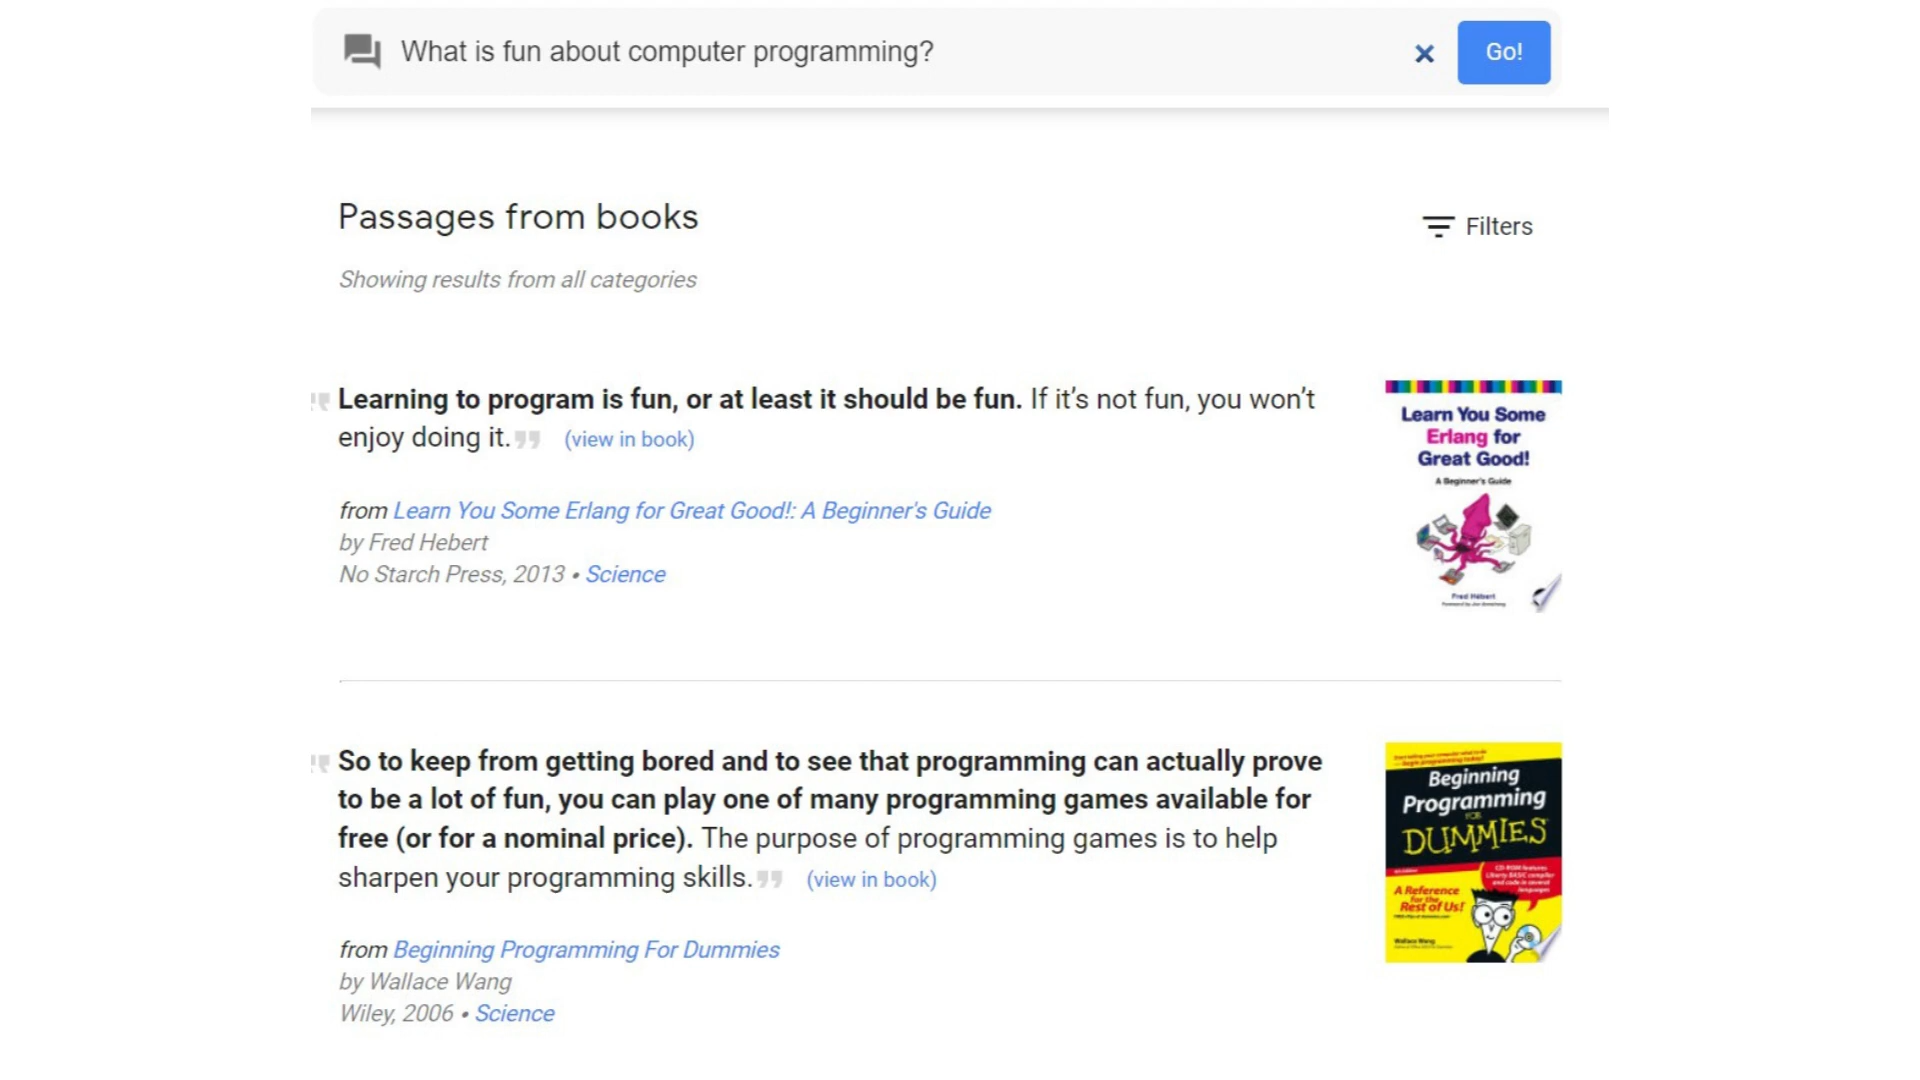 What is fun about computer programming?
Go!
Passages from books
Filters
Showing results from all categories
Learning to program is fun, or at least it should be fun. If it’s not fun, you won’t
enjoy doing it. (view in book)
from Learn You Some Erlang for Great Good!: A Beginner's Guide
by Fred Hebert
No Starch Press, 2013 • Science
Learn You Some
Erlang for
Great Good!
A Beginner's Guide
Fred Hébert
So to keep from getting bored and to see that programming can actually prove
to be a lot of fun, you can play one of many programming games available for
free (or for a nominal price). The purpose of programming games is to help
sharpen your programming skills. (view in book)
from Beginning Programming For Dummies
by Wallace Wang
Wiley, 2006 • Science
Beginning
Programming
FOR
DUMMIES
A Reference
for the
Rest of Us!
Wallace Wang